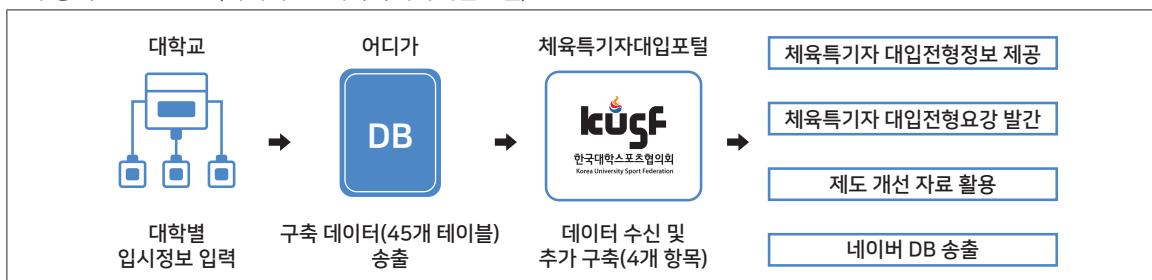 대학교
어디가
체육특기자대입포털
DB
kusf
한국대학스포츠협의회
Korea University Sport Federation
대학별
입시정보 입력
구축 데이터(45개 테이블)
송출
데이터 수신 및
추가 구축(4개 항목)
체육특기자 대입전형정보 제공
체육특기자 대입전형요강 발간
제도 개선 자료 활용
네이버 DB 송출